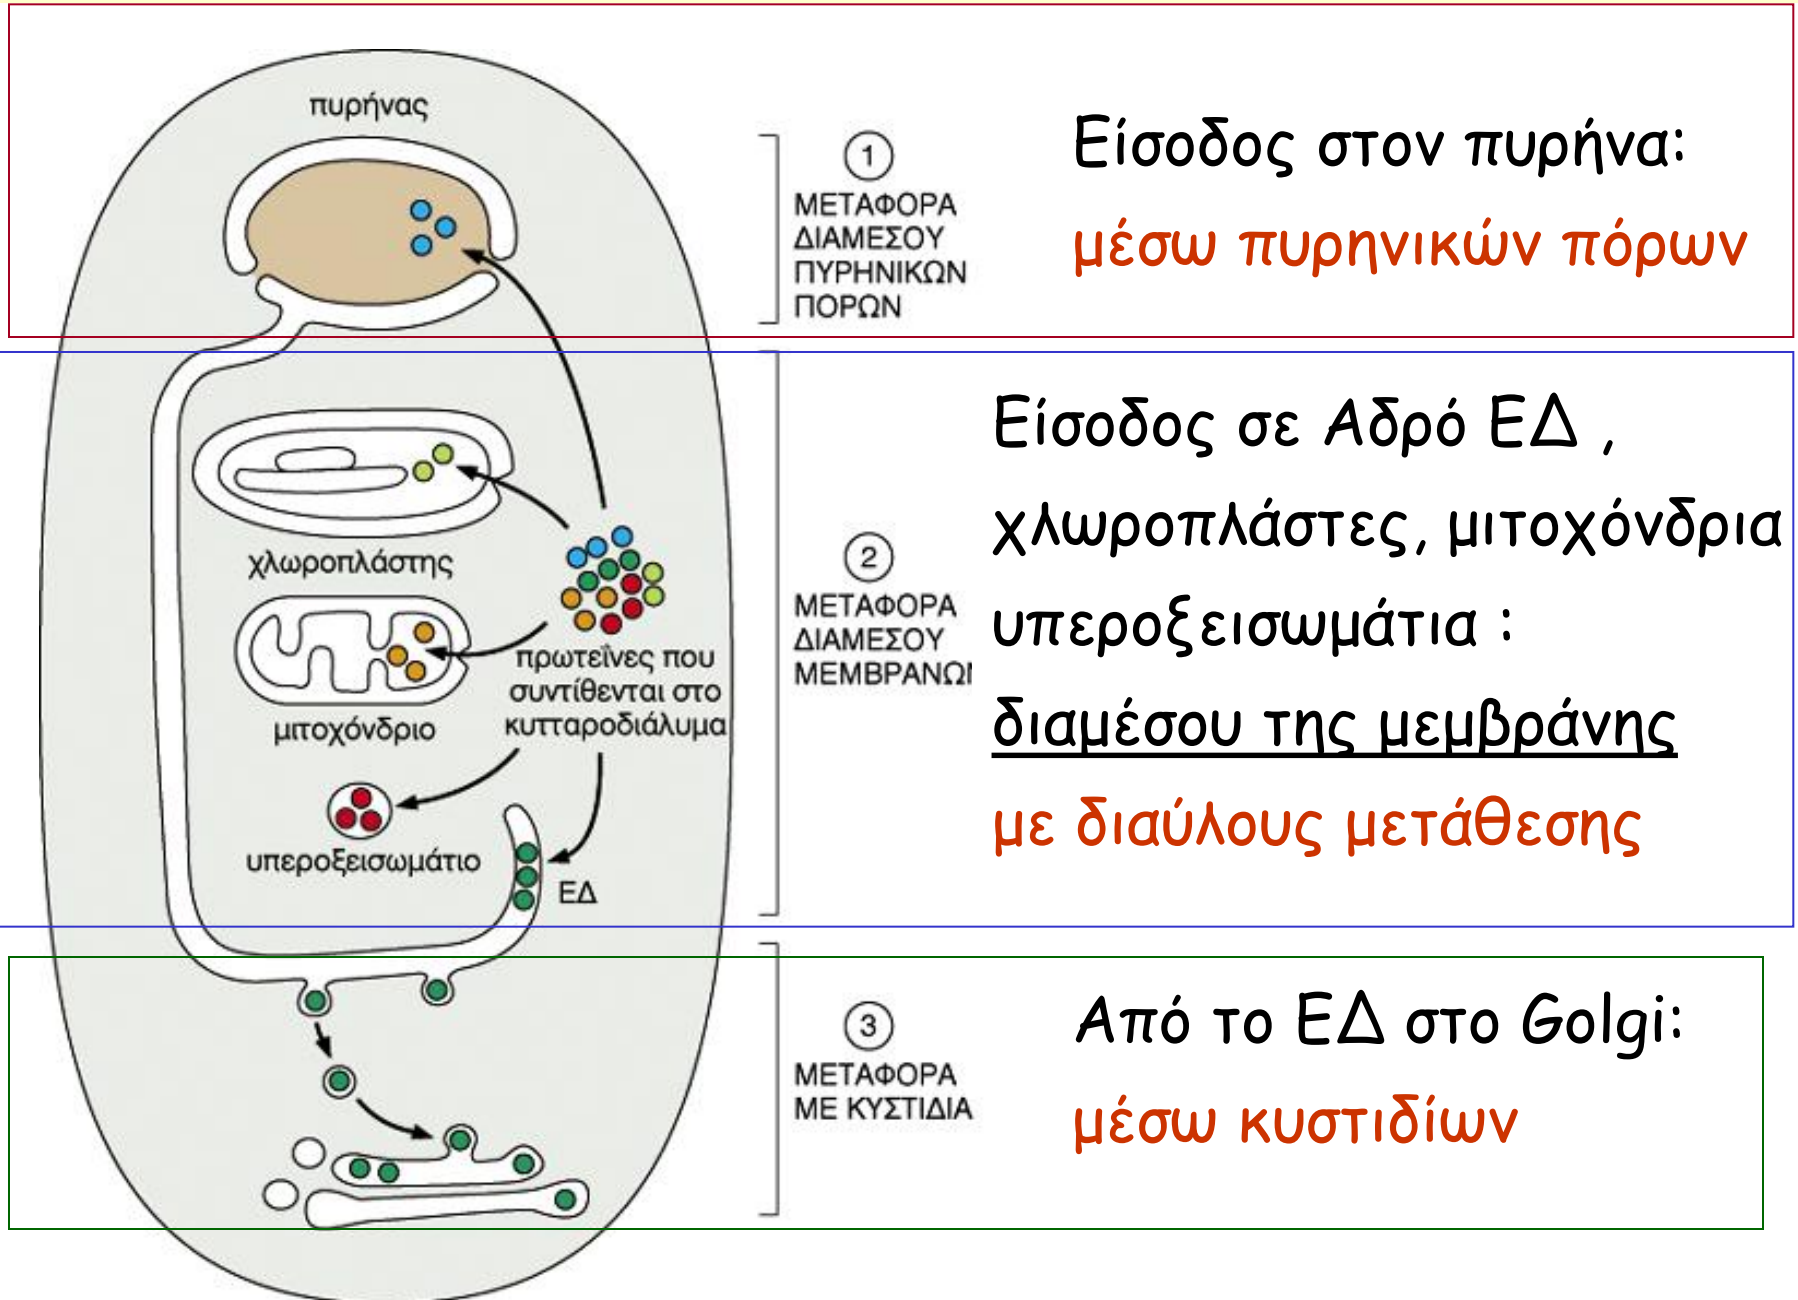 πυρήνας
1
ΜΕΤΑΦΟΡΑ
ΔΙΑΜΕΣΟΥ
ΠΥΡΗΝΙΚΩΝ
ΠΟΡΩΝ
Είσοδος στον πυρήνα:
μέσω πυρηνικών πόρων
χλωροπλάστης
μιτοχόνδριο
πρωτεΐνες που
συντίθενται στο
κυτταροδιάλυμα
υπεροξεισωμάτιο
ΕΔ
2
ΜΕΤΑΦΟΡΑ
ΔΙΑΜΕΣΟΥ
ΜΕΜΒΡΑΝΩΝ
Είσοδος σε Αδρό ΕΔ ,
χλωροπλάστες, μιτοχόνδρια
υπεροξεισωμάτια :
διαμέσου της μεμβράνης
με διαύλους μετάθεσης
3
ΜΕΤΑΦΟΡΑ
ΜΕ ΚΥΣΤΙΔΙΑ
Από το ΕΔ στο Golgi:
μέσω κυστιδίων